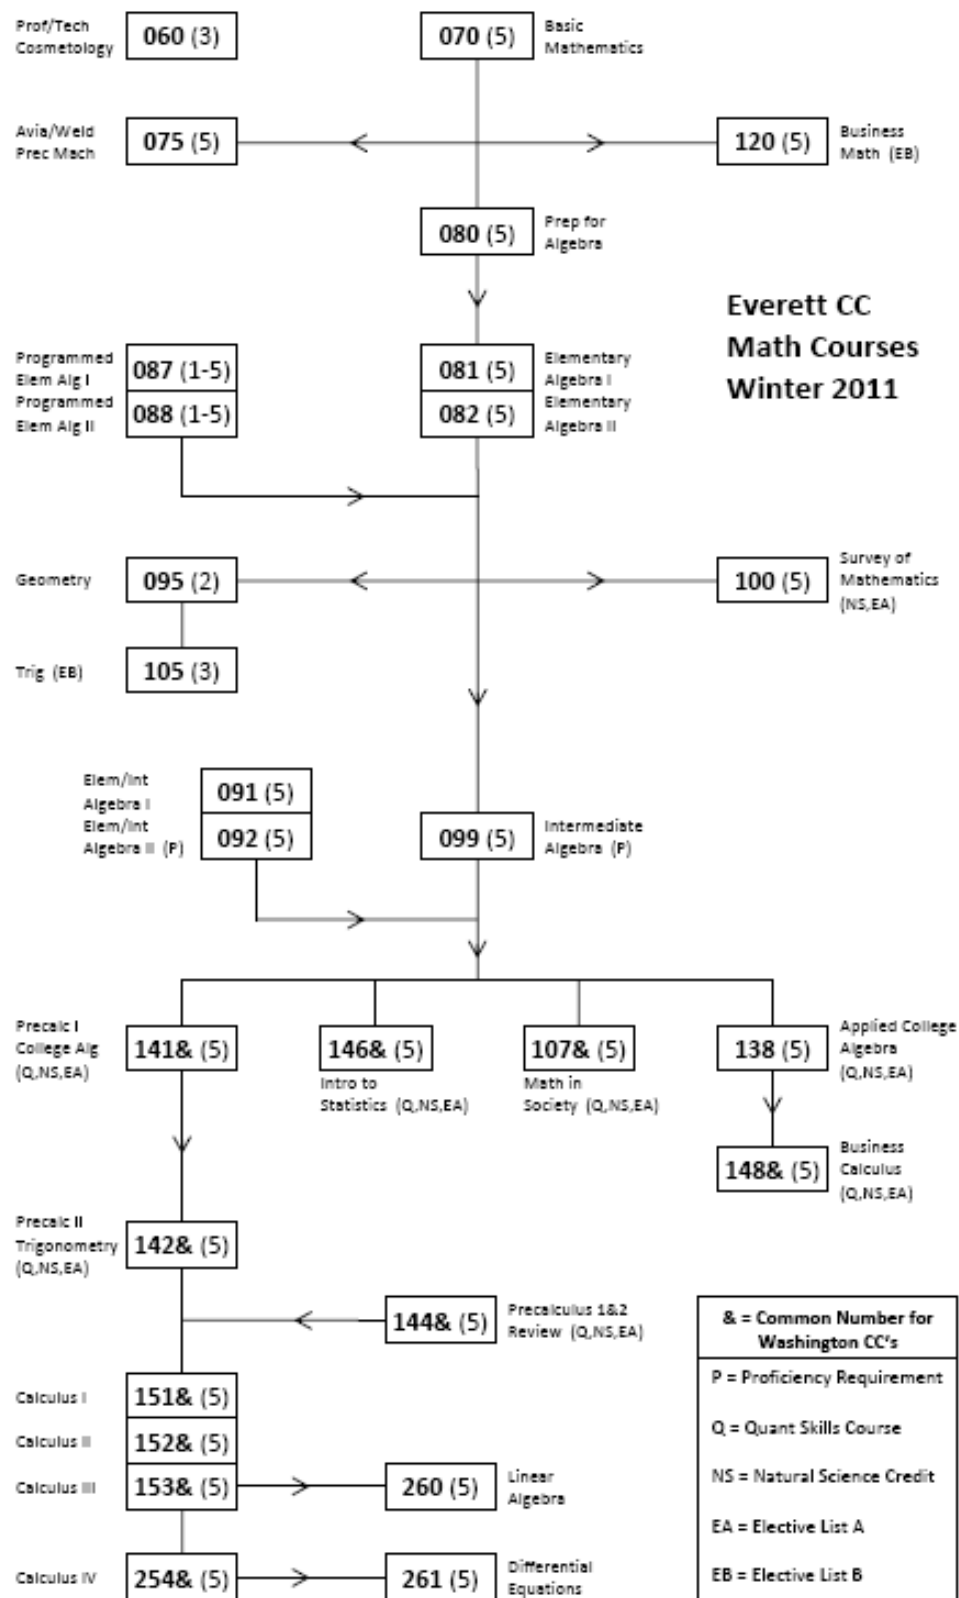 Prof/Tech
Cosmetology
060 (3)
070 (5)
Basic
Mathematics
Avia/Weld
Prec Mach
075 (5)
120 (5)
Business
Math (EB)
080 (5)
Prep for
Algebra
Everett CC
Math Courses
Winter 2011
Programmed
Elem Alg I
087 (1-5)
Programmed
Elem Alg II
088 (1-5)
081 (5)
Elementary
Algebra I
082 (5)
Elementary
Algebra II
Geometry
095 (2)
100 (5)
Survey of
Mathematics
(NS,EA)
Trig (EB)
105 (3)
Elem/Int
Algebra I
091 (5)
Elem/Int
Algebra II (P)
092 (5)
099 (5)
Intermediate
Algebra (P)
Precalc I
College Alg
(Q,NS,EA)
141& (5)
146& (5)
Intro to
Statistics (Q,NS,EA)
107& (5)
Math in
Society (Q,NS,EA)
138 (5)
Applied College
Algebra
(Q,NS,EA)
148& (5)
Business
Calculus
(Q,NS,EA)
Precalc II
Trigonometry
(Q,NS,EA)
142& (5)
144& (5)
Precalculus 1&2
Review (Q,NS,EA)
Calculus I
151& (5)
Calculus II
152& (5)
Calculus III
153& (5)
260 (5)
Linear
Algebra
Calculus IV
254& (5)
261 (5)
Differential
Equations
& = Common Number for
Washington CC's
P = Proficiency Requirement
Q = Quant Skills Course
NS = Natural Science Credit
EA = Elective List A
EB = Elective List B